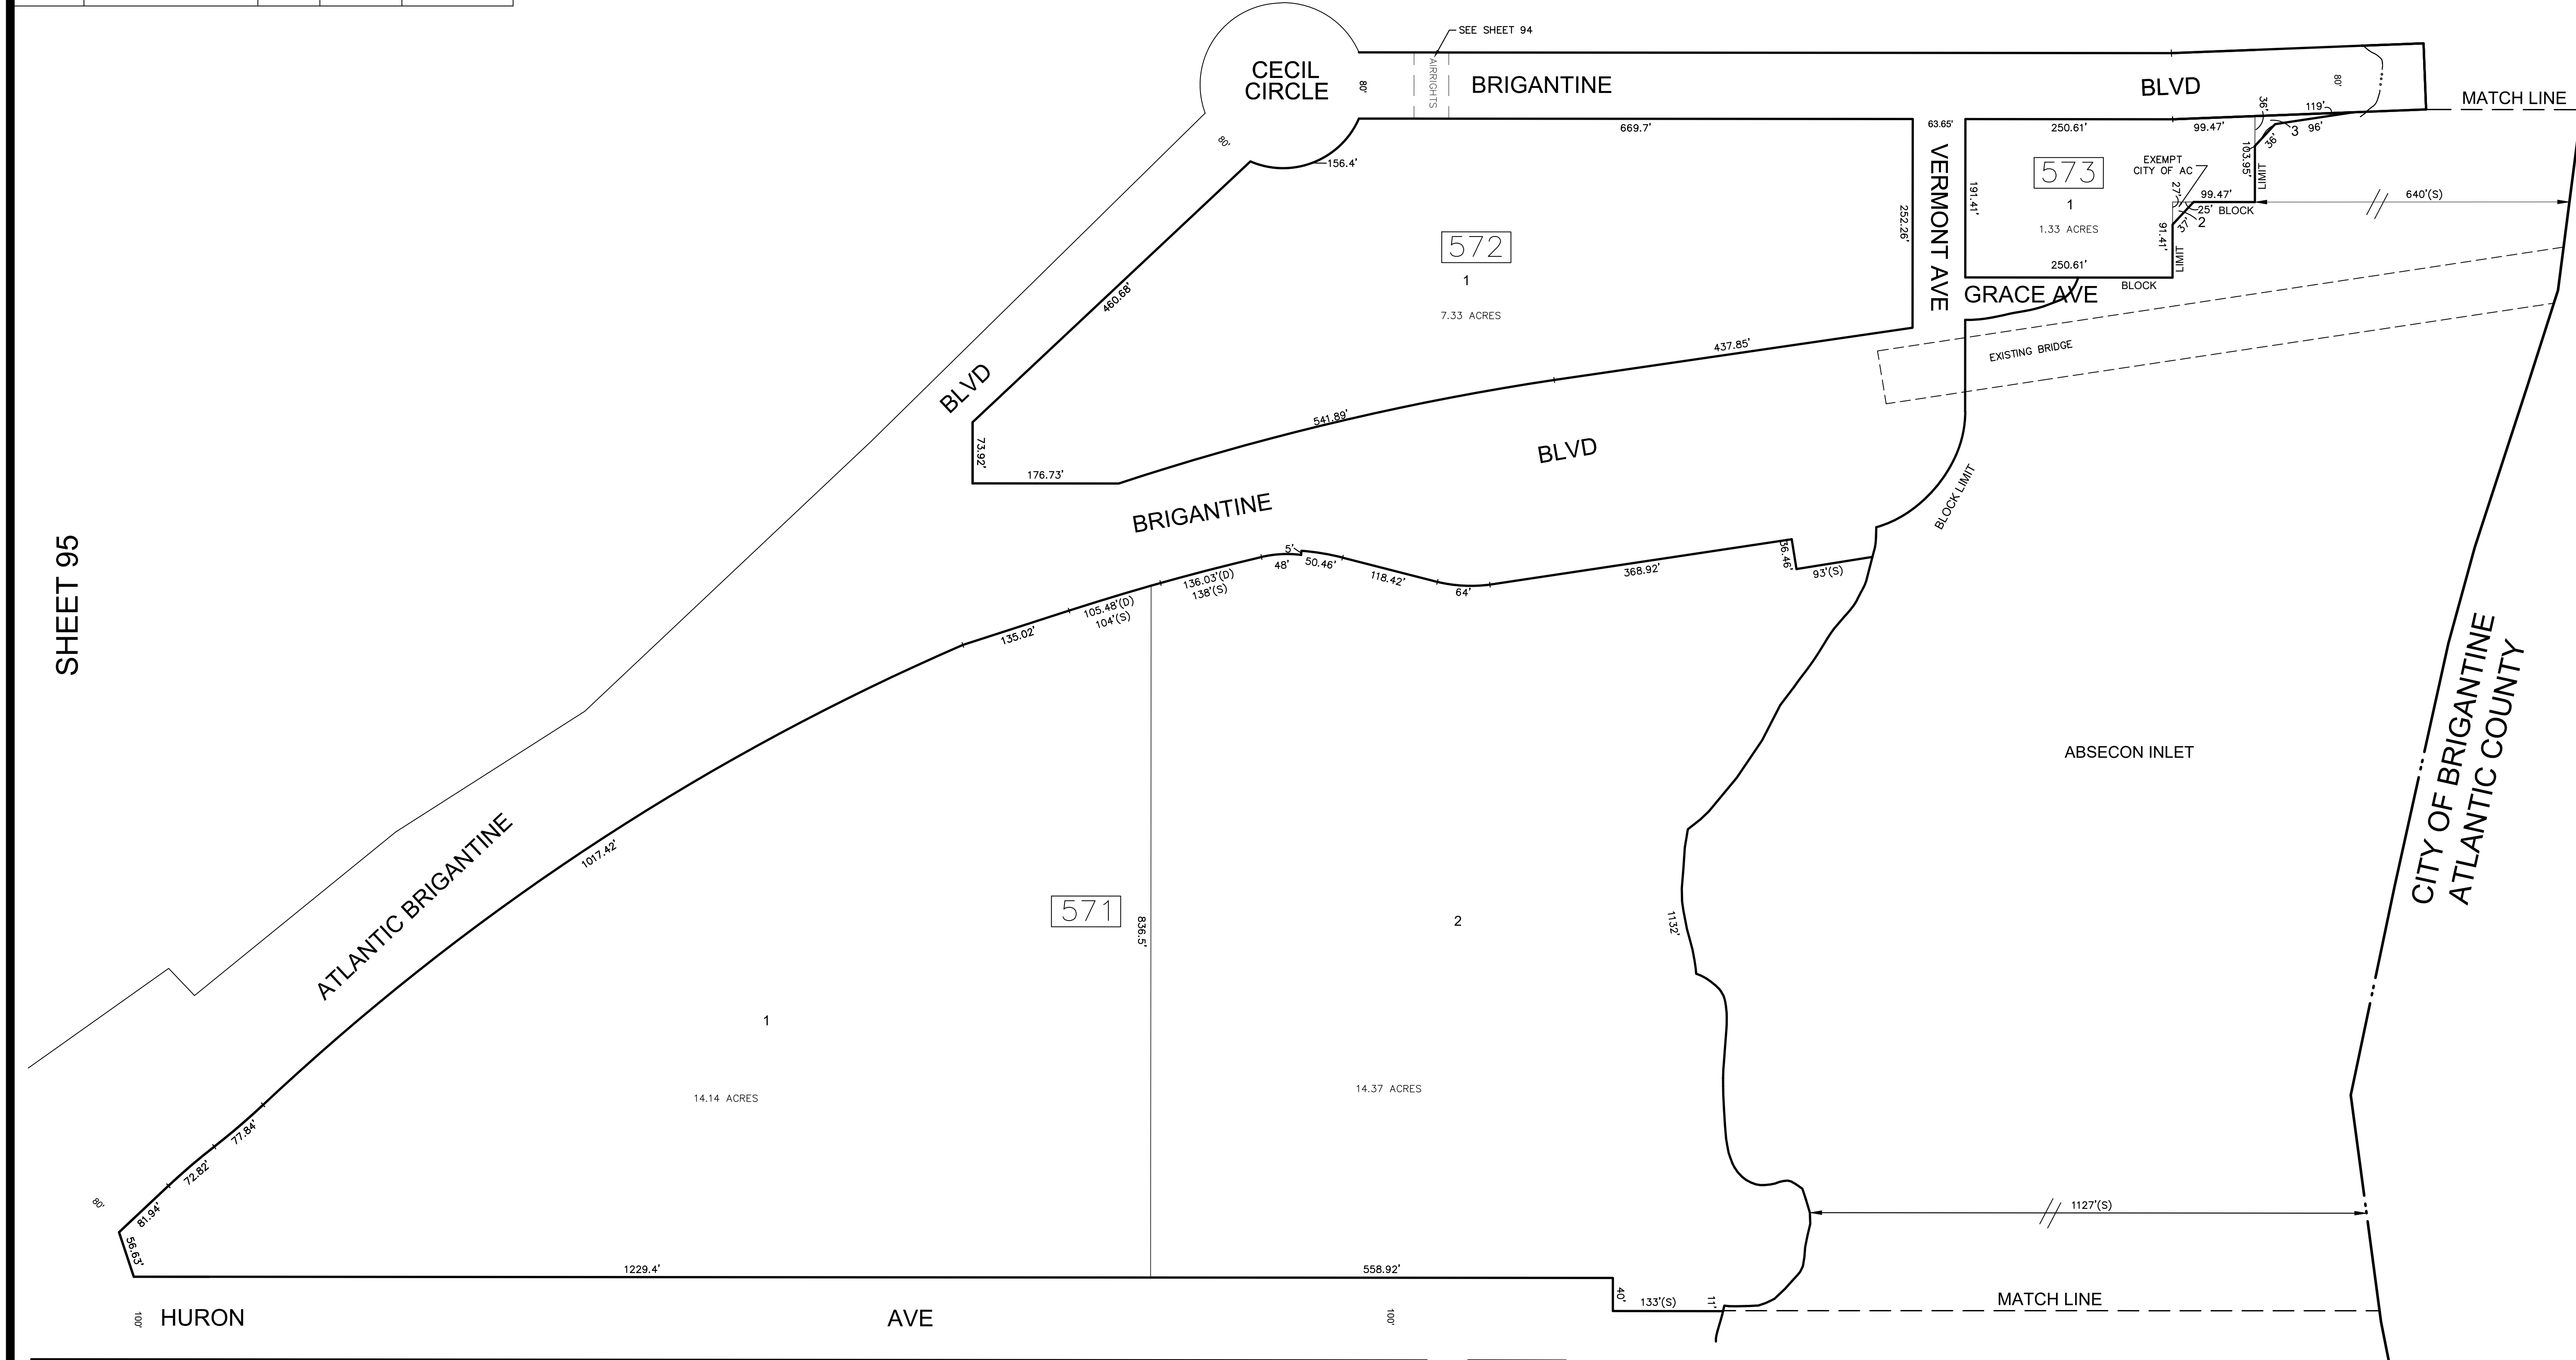 SEE SHEET 94
CECIL
CIRCLE
80'
AIRRIGHTS
BRIGANTINE
BLVD
80'
MATCH LINE
80'
669.7'
63.65'
250.61'
99.47'
36'
119'
96'
3
36'
156.4'
VERMONT AVE
573
1
1.33 ACRES
EXEMPT
CITY OF AC
103.95'
LIMIT
27'
99.47'
25'
BLOCK
2
37'
640'(S)
191.41'
252.26'
91.41'
LIMIT
572
1
7.33 ACRES
250.61'
BLOCK
GRACE AVE
460.68'
437.85'
EXISTING BRIDGE
BLVD
541.89'
73.92'
176.73'
BLVD
BRIGANTINE
BLOCK LIMIT
SHEET 95
5'
48'
50.46'
118.42'
64'
368.92'
36.46'
93'(S)
136.03'(D)
138'(S)
105.48'(D)
104'(S)
135.02'
CITY OF BRIGANTINE
ATLANTIC COUNTY
ABSECON INLET
1017.42'
ATLANTIC BRIGANTINE
571
836.5'
2
1132'
1
14.14 ACRES
14.37 ACRES
77.84'
72.82'
81.94'
80'
56.63'
1127'(S)
1229.4'
558.92'
40'
133'(S)
11'
MATCH LINE
100'
HURON
AVE
100'